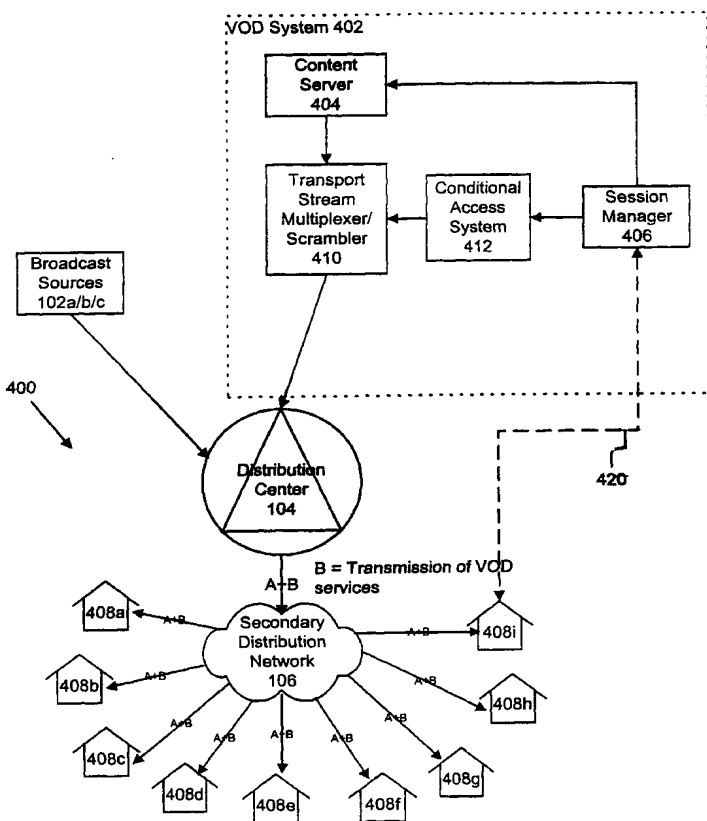 VOD System 402
Content
Server
404
Transport
Stream
Multiplexer/
Scrambler
410
Conditional
Access
System
412
Session
Manager
406
Broadcast
Sources
102a/b/c
400
Distribution
Center
104
420
B = Transmission of VOD
services
A+B
Secondary
Distribution
Network
106
408a
A+B
408b
A+B
408c
A+B
408d
A+B
408e
A+B
408f
A+B
408g
A+B
408h
A+B
408i
A+B